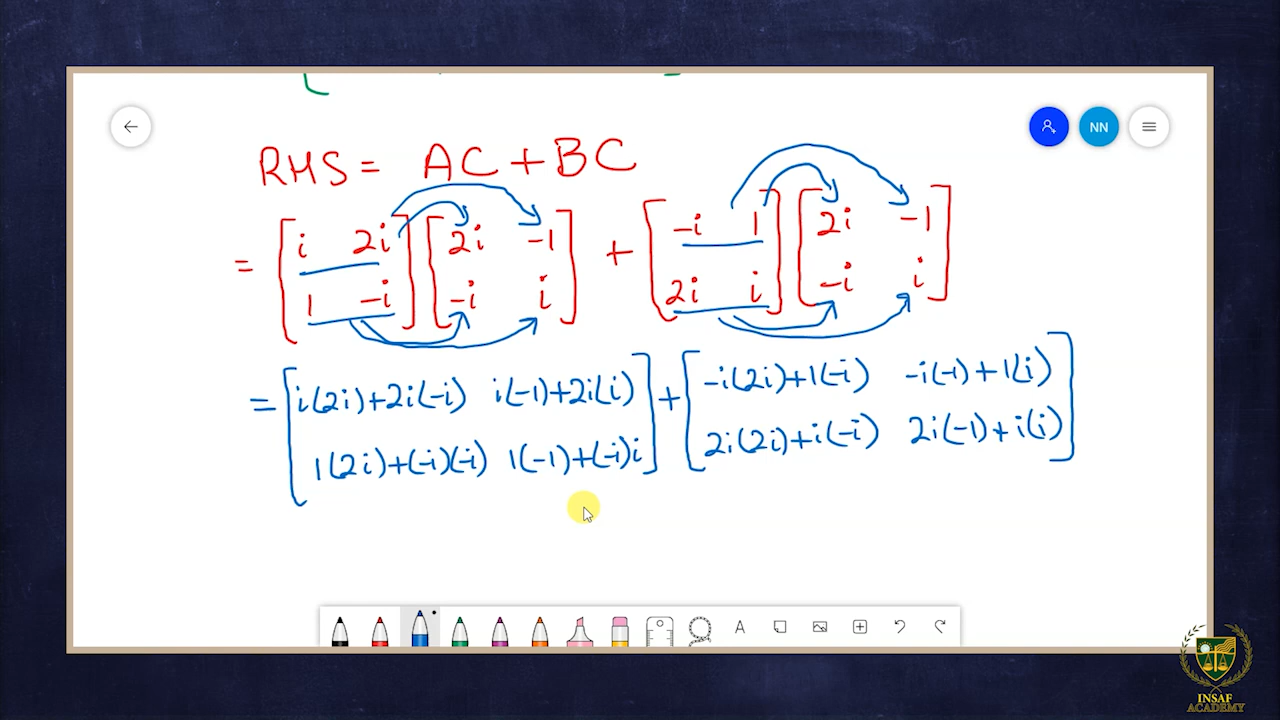 NN
RHS = AC + BC
= [i 2i] [2i -1] + [-i 1] [2i -1]
[1 -i] [-i i] [2i i] [-i i]
= [i(2i)+2i(-i) i(-1)+2i(i)] + [-i(2i)+1(-i) -i(-1)+1(i)]
[1(2i)+(-i)(-i) 1(-1)+(-i)i] [2i(2i)+i(-i) 2i(-1)+i(i)]
A
INSAF
ACADEMY